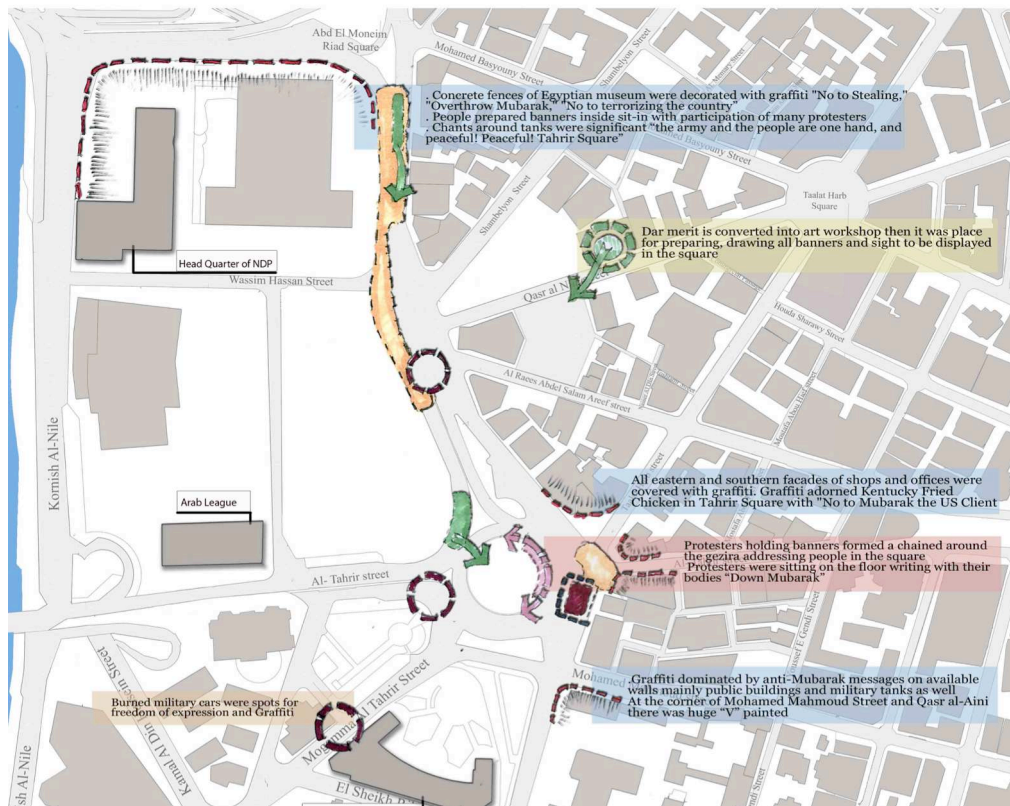 Abd El Moneim
Riad Square
Mohamed Basyouny Street
Shambelyon Street
. Concrete fences of Egyptian museum were decorated with graffiti "No to Stealing,"
"Overthrow Mubarak," "No to terrorizing the country"
. People prepared banners inside sit-in with participation of many protesters
. Chants around tanks were significant "the army and the people are one hand, and
peaceful! Peaceful! Tahrir Square"
Basyouny Street
Taalat Harb
Square
Shambelyon Street
Dar merit is converted into art workshop then it was place
for preparing, drawing all banners and sight to be displayed
in the square
Head Quarter of NDP
Wassim Hassan Street
Qasr al
Houda Sharawy Street
Al Raees Abdel Salam Areef street
Kornish Al-Nile
All eastern and southern facades of shops and offices were
covered with graffiti. Graffiti adorned Kentucky Fried
Chicken in Tahrir Square with "No to Mubarak the US Client
Arab League
Protesters holding banners formed a chained around
the gezira addressing people in the square
Protesters were sitting on the floor writing with their
bodies "Down Mubarak"
Al- Tahrir street
Youssef E Gendi Street
Mohamed
.Graffiti dominated by anti-Mubarak messages on available
walls mainly public buildings and military tanks as well
At the corner of Mohamed Mahmoud Street and Qasr al-Aini
there was huge "V" painted
Burned military cars were spots for
freedom of expression and Graffiti
Tahrir Street
Kamal Al Din
Street
El Sheikh
sh Al-Nile